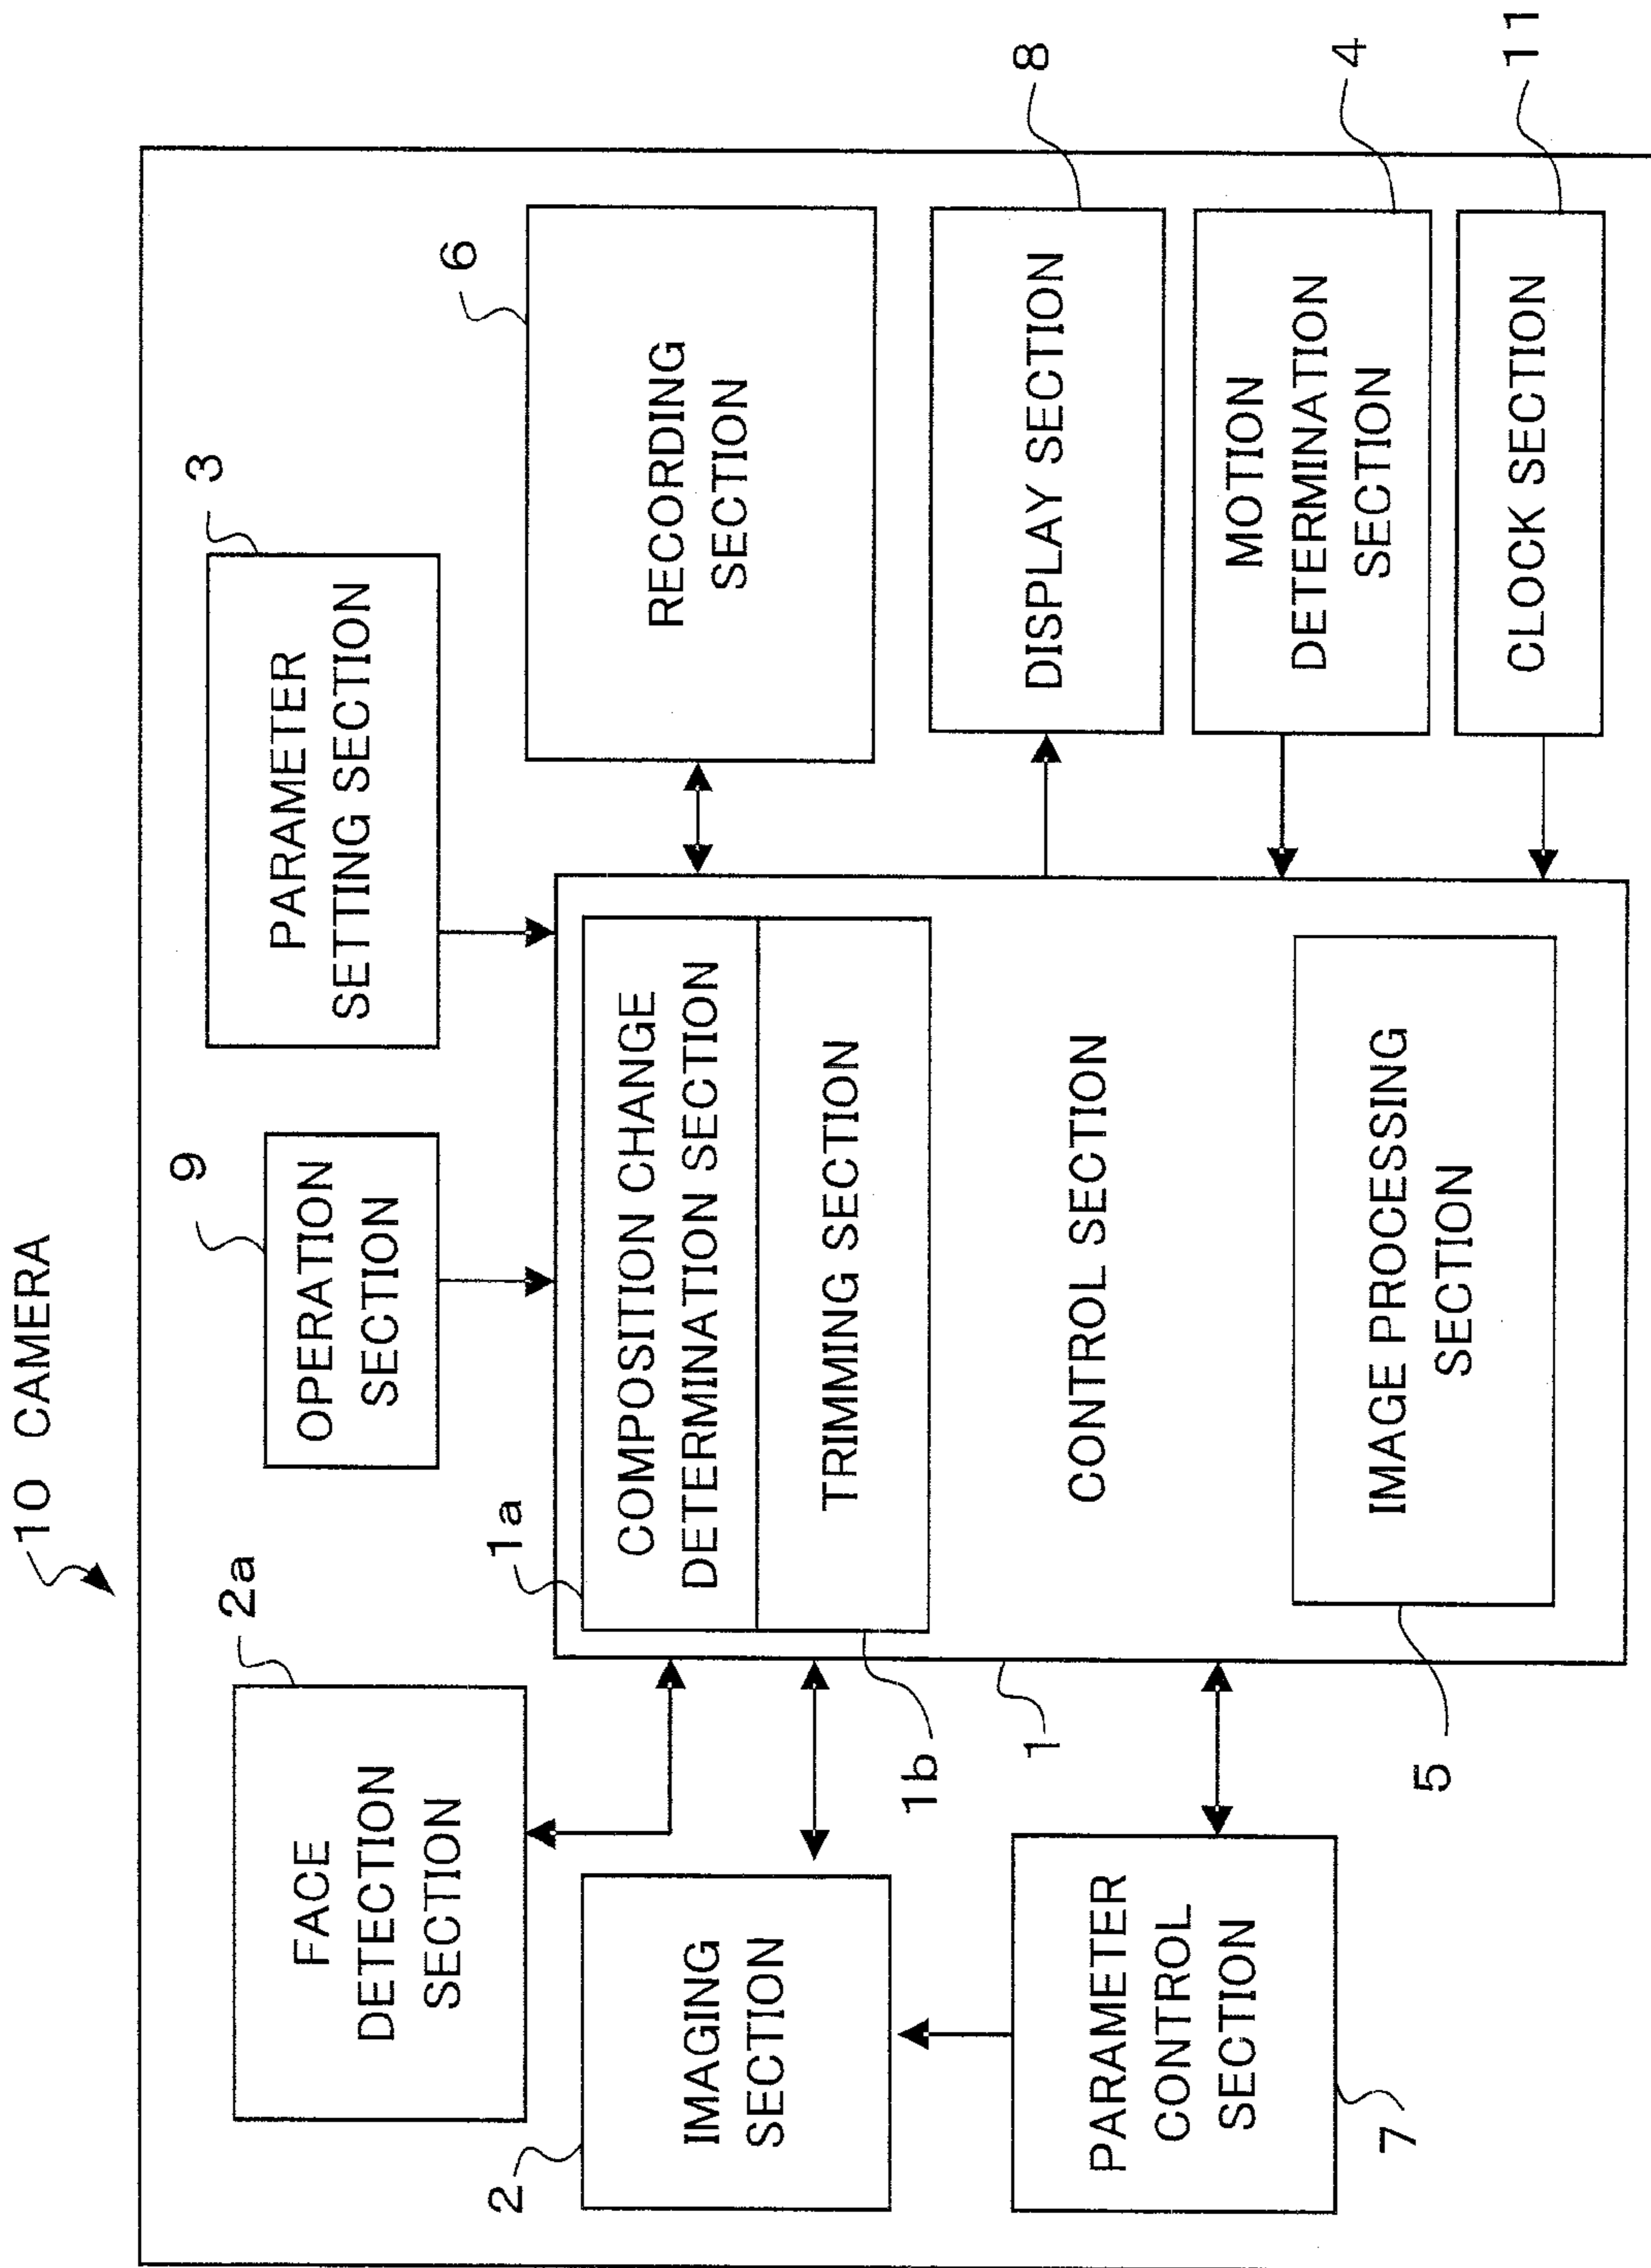 10 CAMERA
2a
FACE
DETECTION
SECTION
9
OPERATION
SECTION
3
PARAMETER
SETTING SECTION
2
IMAGING
SECTION
1a
COMPOSITION CHANGE
DETERMINATION SECTION
1b
TRIMMING SECTION
1
CONTROL SECTION
5
IMAGE PROCESSING
SECTION
7
PARAMETER
CONTROL
SECTION
6
RECORDING
SECTION
8
DISPLAY SECTION
4
MOTION
DETERMINATION
SECTION
11
CLOCK SECTION